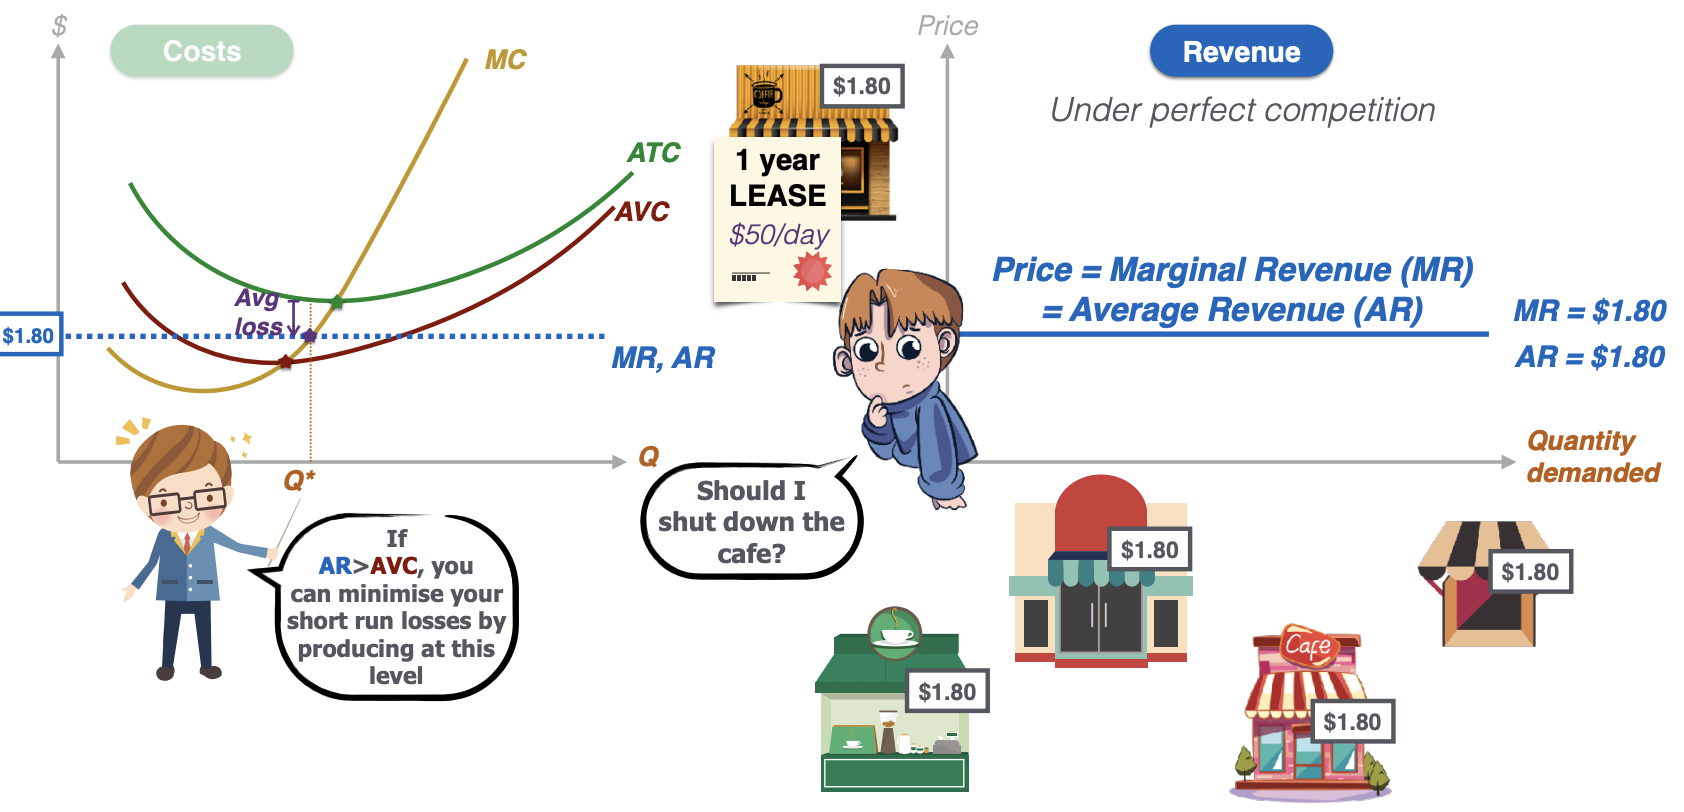 $
Costs
MC
ATC
AVC
Avg
loss
$1.80
MR, AR
Q
Q*
If
AR>AVC, you
can minimise your
short run losses by
producing at this
level
$1.80
1 year
LEASE
$50/day
Should I
shut down the
cafe?
Price
Revenue
Under perfect competition
Price = Marginal Revenue (MR)
= Average Revenue (AR)
MR = $1.80
AR = $1.80
Quantity
demanded
$1.80
$1.80
$1.80
Cafe
$1.80